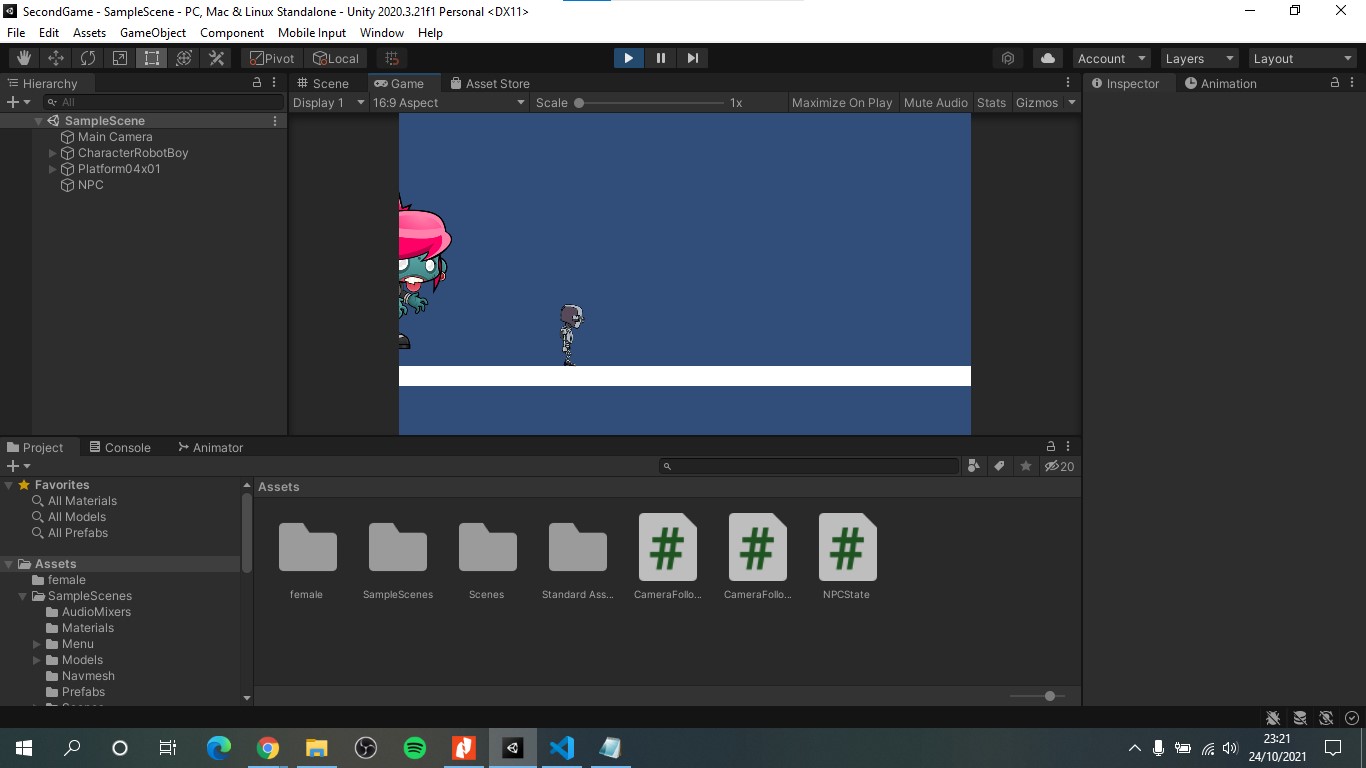 SecondGame - SampleScene - PC, Mac & Linux Standalone - Unity 2020.3.21f1 Personal <DX11>
File Edit Assets GameObject Component Mobile Input Window Help
Pivot Local Account Layers Layout
Hierarchy Scene Game Asset Store Inspector Animation
All Display 1 16:9 Aspect Scale 1x Maximize On Play Mute Audio Stats Gizmos
SampleScene
Main Camera
CharacterRobotBoy
Platform04x01
NPC
Project Console Animator
20
Favorites
All Materials
All Models
All Prefabs
Assets
female
SampleScenes
AudioMixers
Materials
Menu
Models
Navmesh
Prefabs
Assets
female SampleScenes Scenes Standard Ass... CameraFollo... CameraFollo... NPCState
23:21
24/10/2021